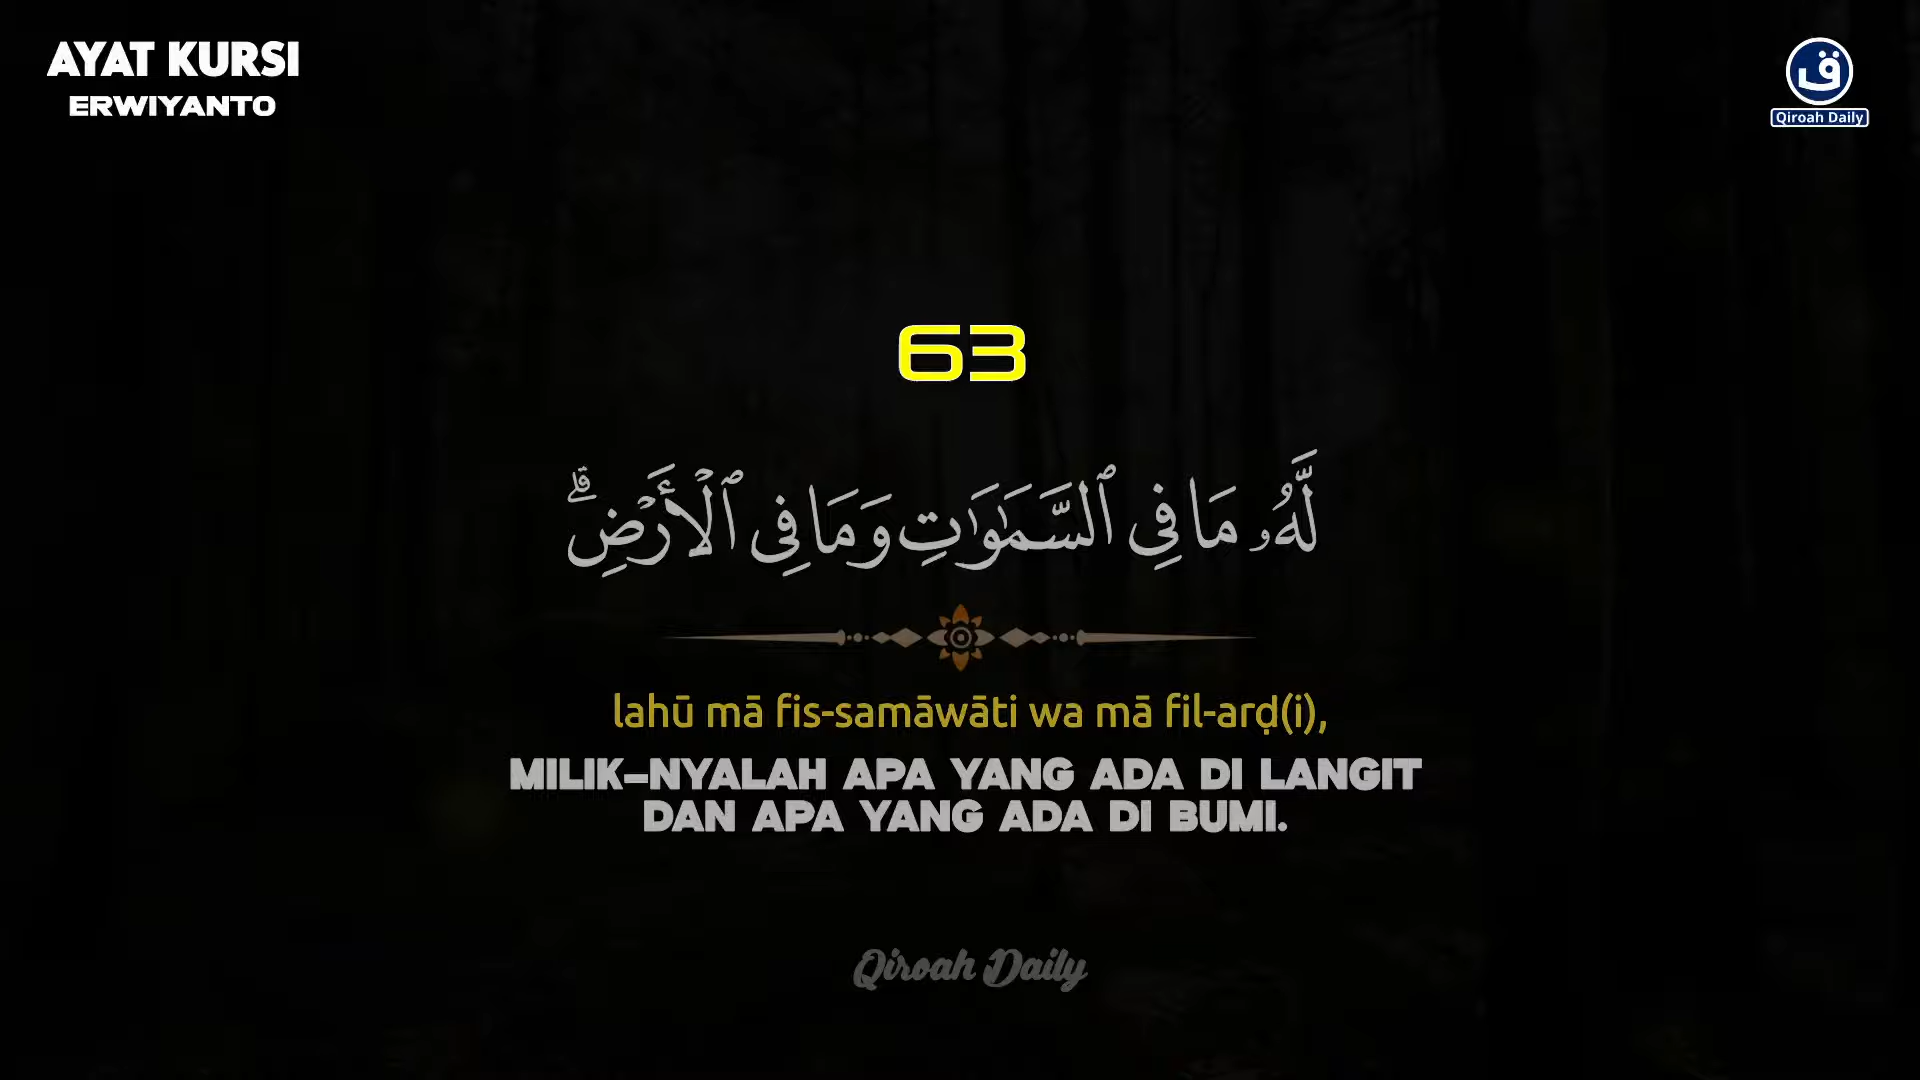 AYAT KURSI
ERWIYANTO
ق
Qiroah Daily
63
لَّهُۥ مَا فِى ٱلسَّمَٰوَٰتِ وَمَا فِى ٱلْأَرْضِ ۗ
lahū mā fis-samāwāti wa mā fil-arḍ(i),
MILIK-NYALAH APA YANG ADA DI LANGIT
DAN APA YANG ADA DI BUMI.
Qiroah Daily